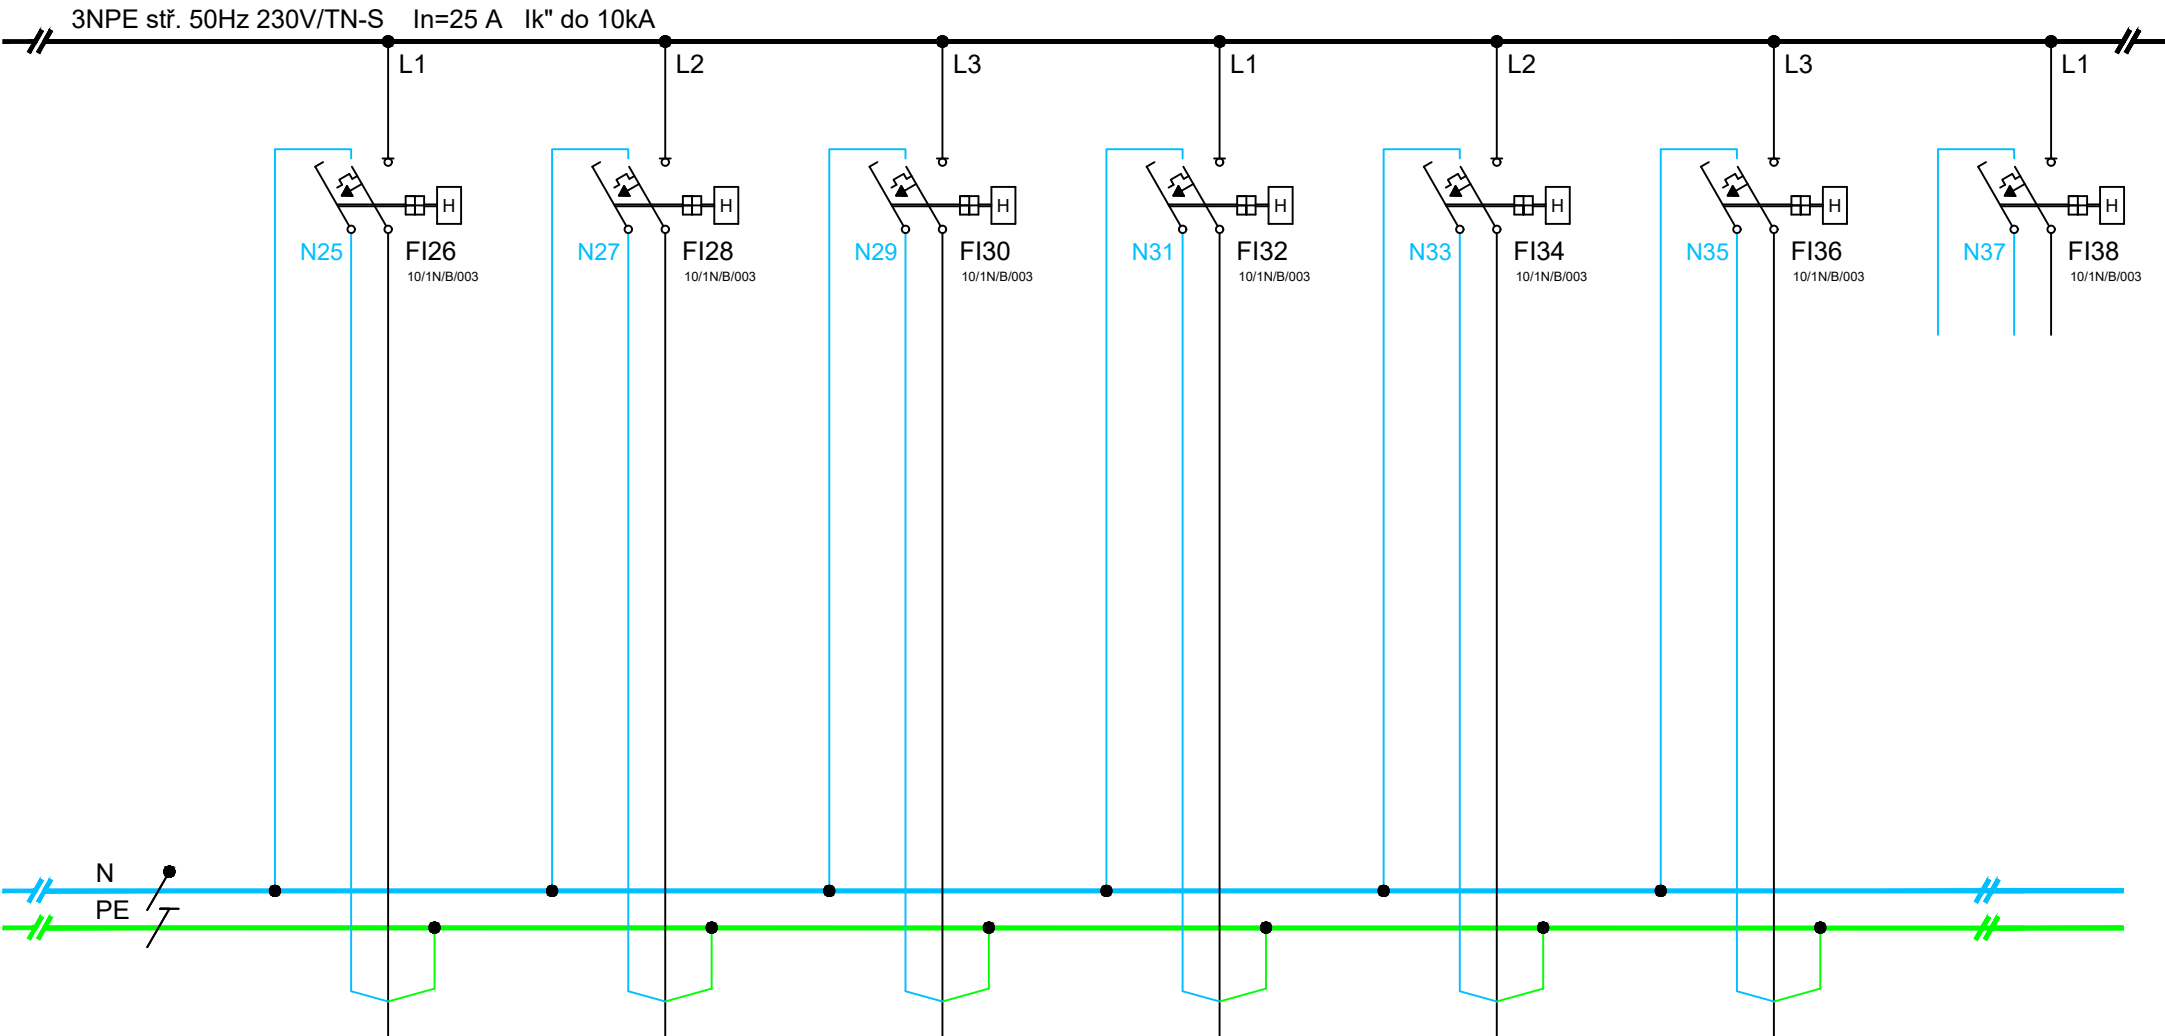 3NPE stř. 50Hz 230V/TN-S In=25 A Ik" do 10kA
L1 L2 L3 L1 L2 L3 L1
H H H H H H H
N25 FI26 N27 FI28 N29 FI30 N31 FI32 N33 FI34 N35 FI36 N37 FI38
10/1N/B/003 10/1N/B/003 10/1N/B/003 10/1N/B/003 10/1N/B/003 10/1N/B/003 10/1N/B/003
N
PE